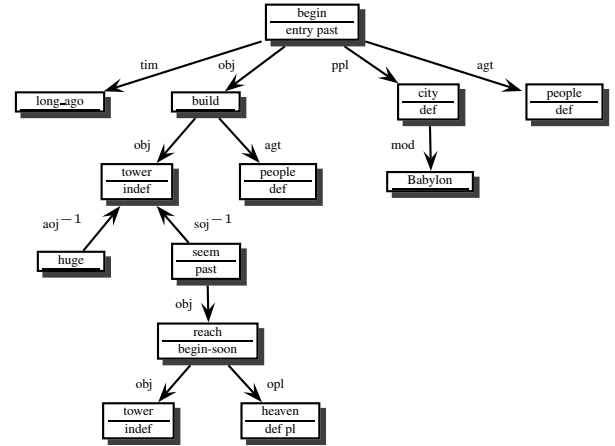 begin
entry past
tim
obj
ppl
agt
long_ago
build
city
def
people
def
obj
agt
mod
tower
indef
people
def
Babylon
aoj−1
soj−1
huge
seem
past
obj
reach
begin-soon
obj
opl
tower
indef
heaven
def pl